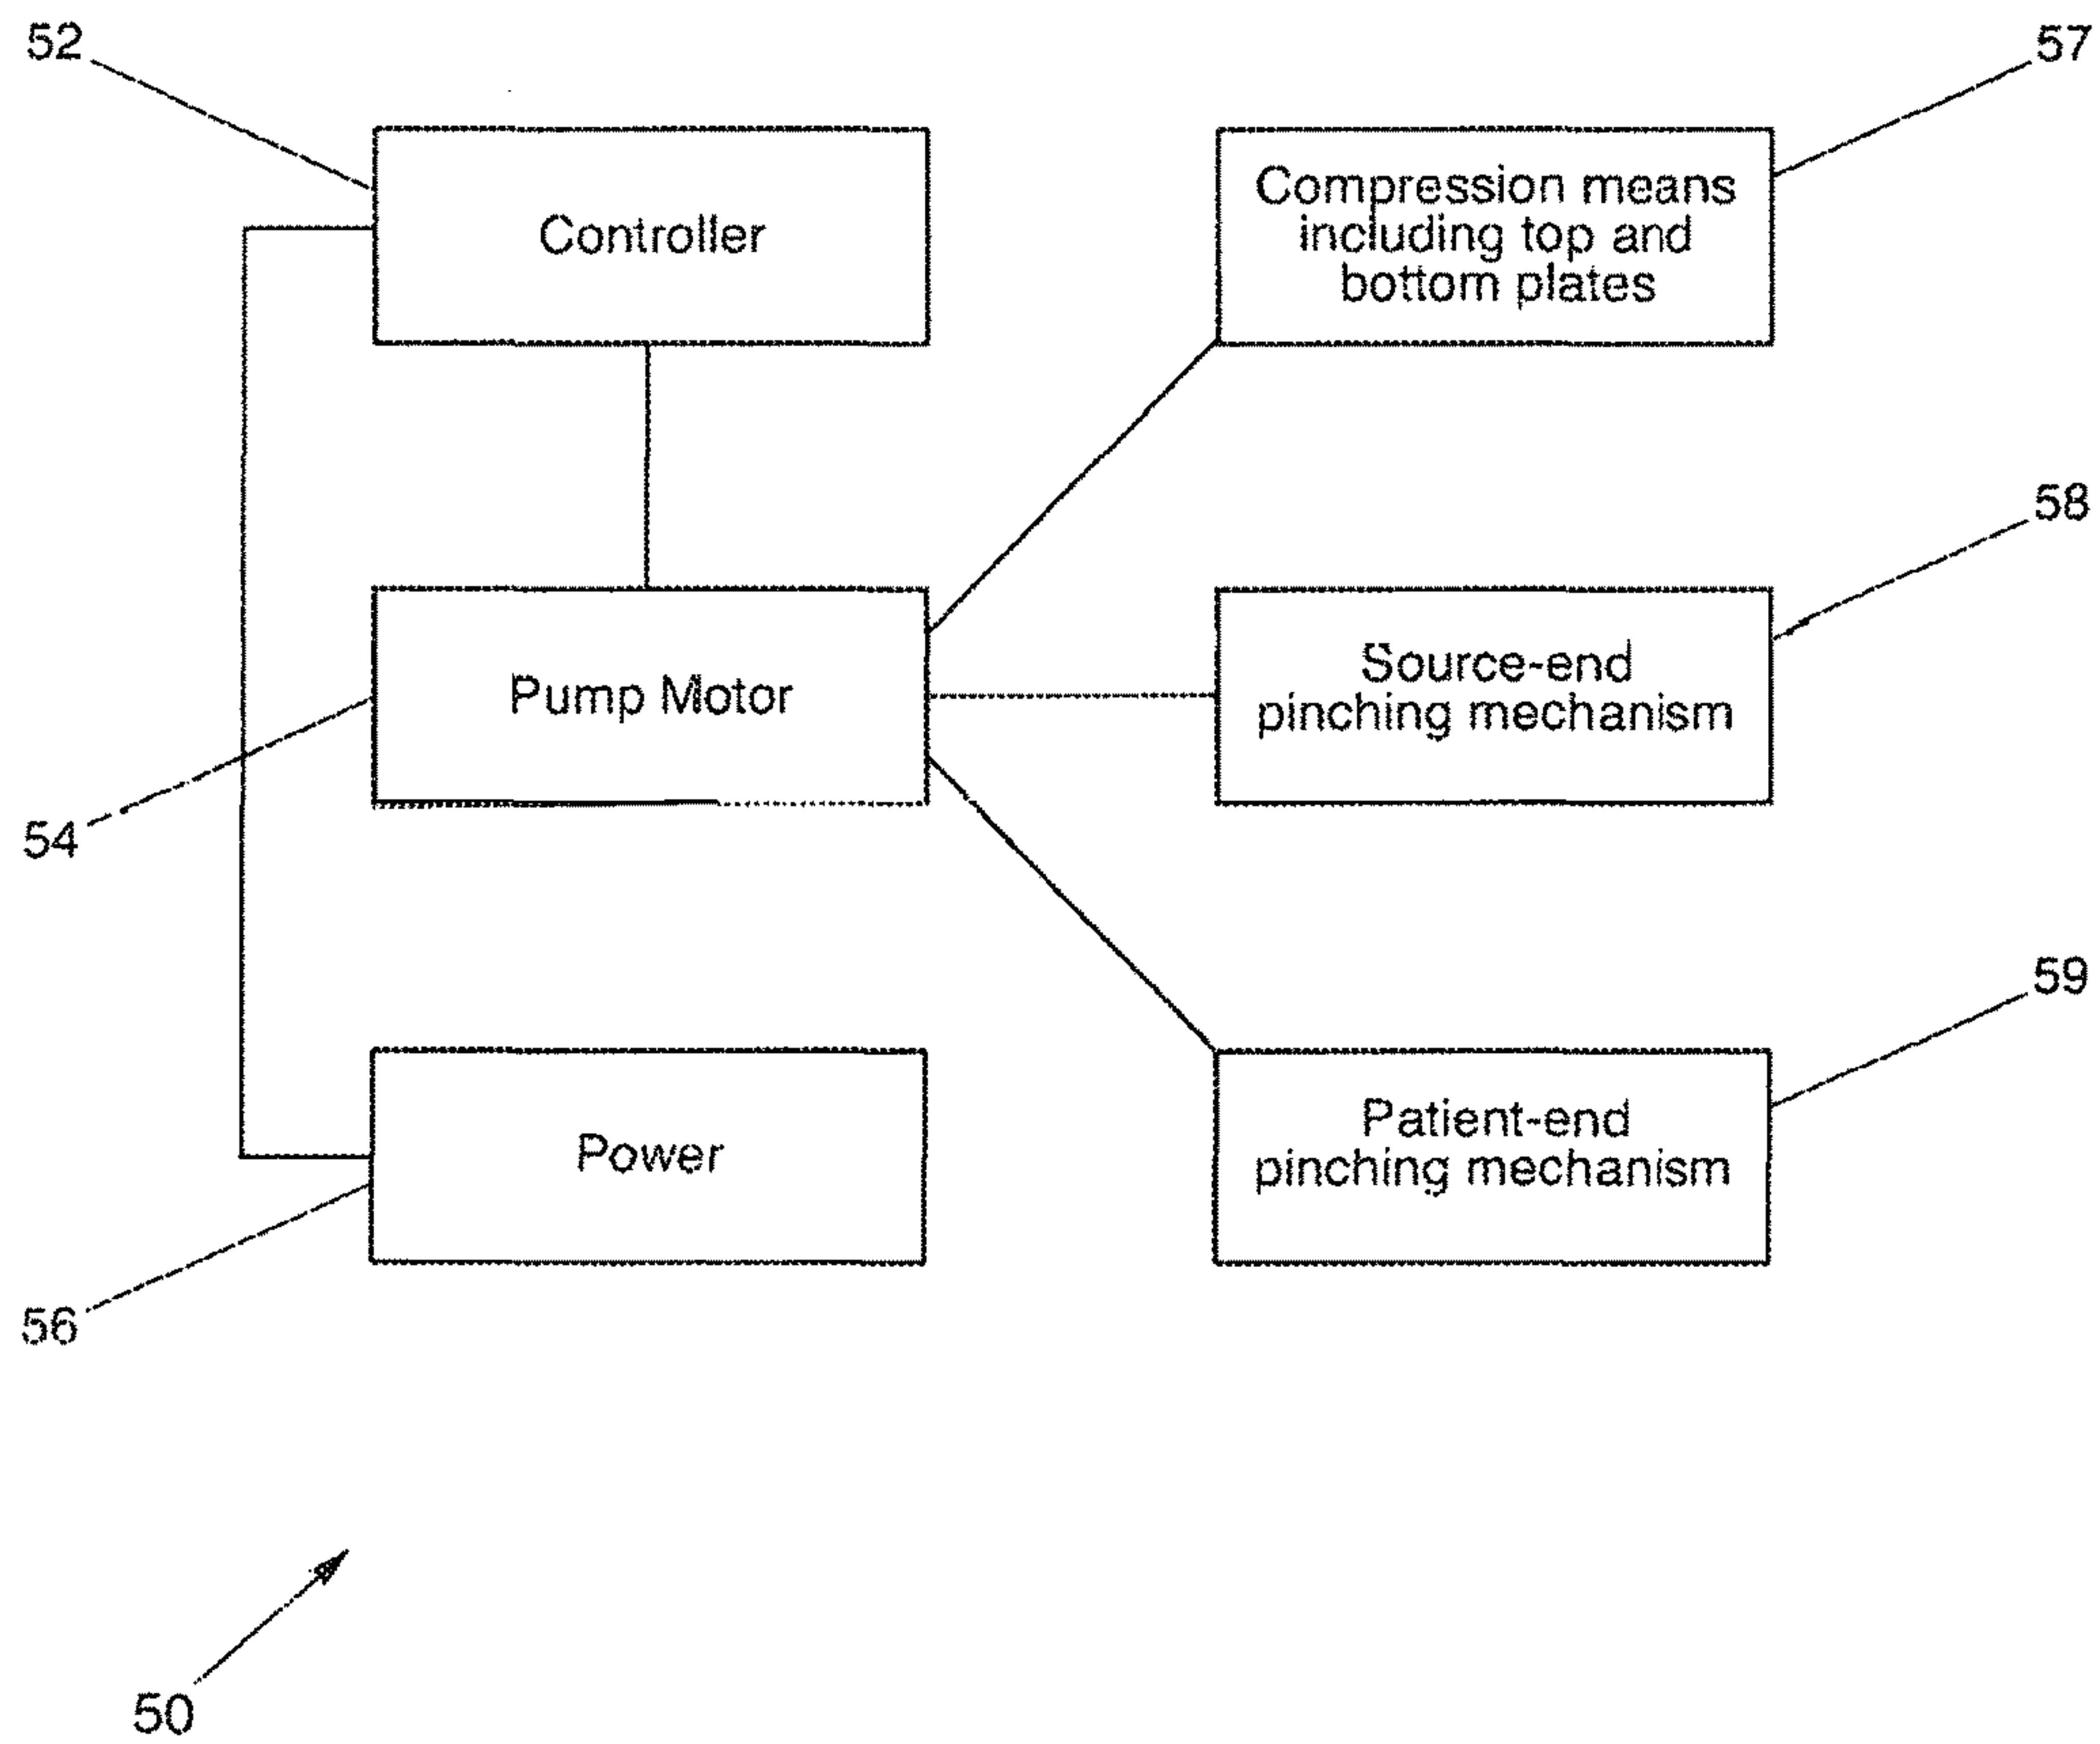 52
57
Controller
Compression means
including top and
bottom plates
58
Pump Motor
Source-end
pinching mechanism
54
59
Power
Patient-end
pinching mechanism
56
50